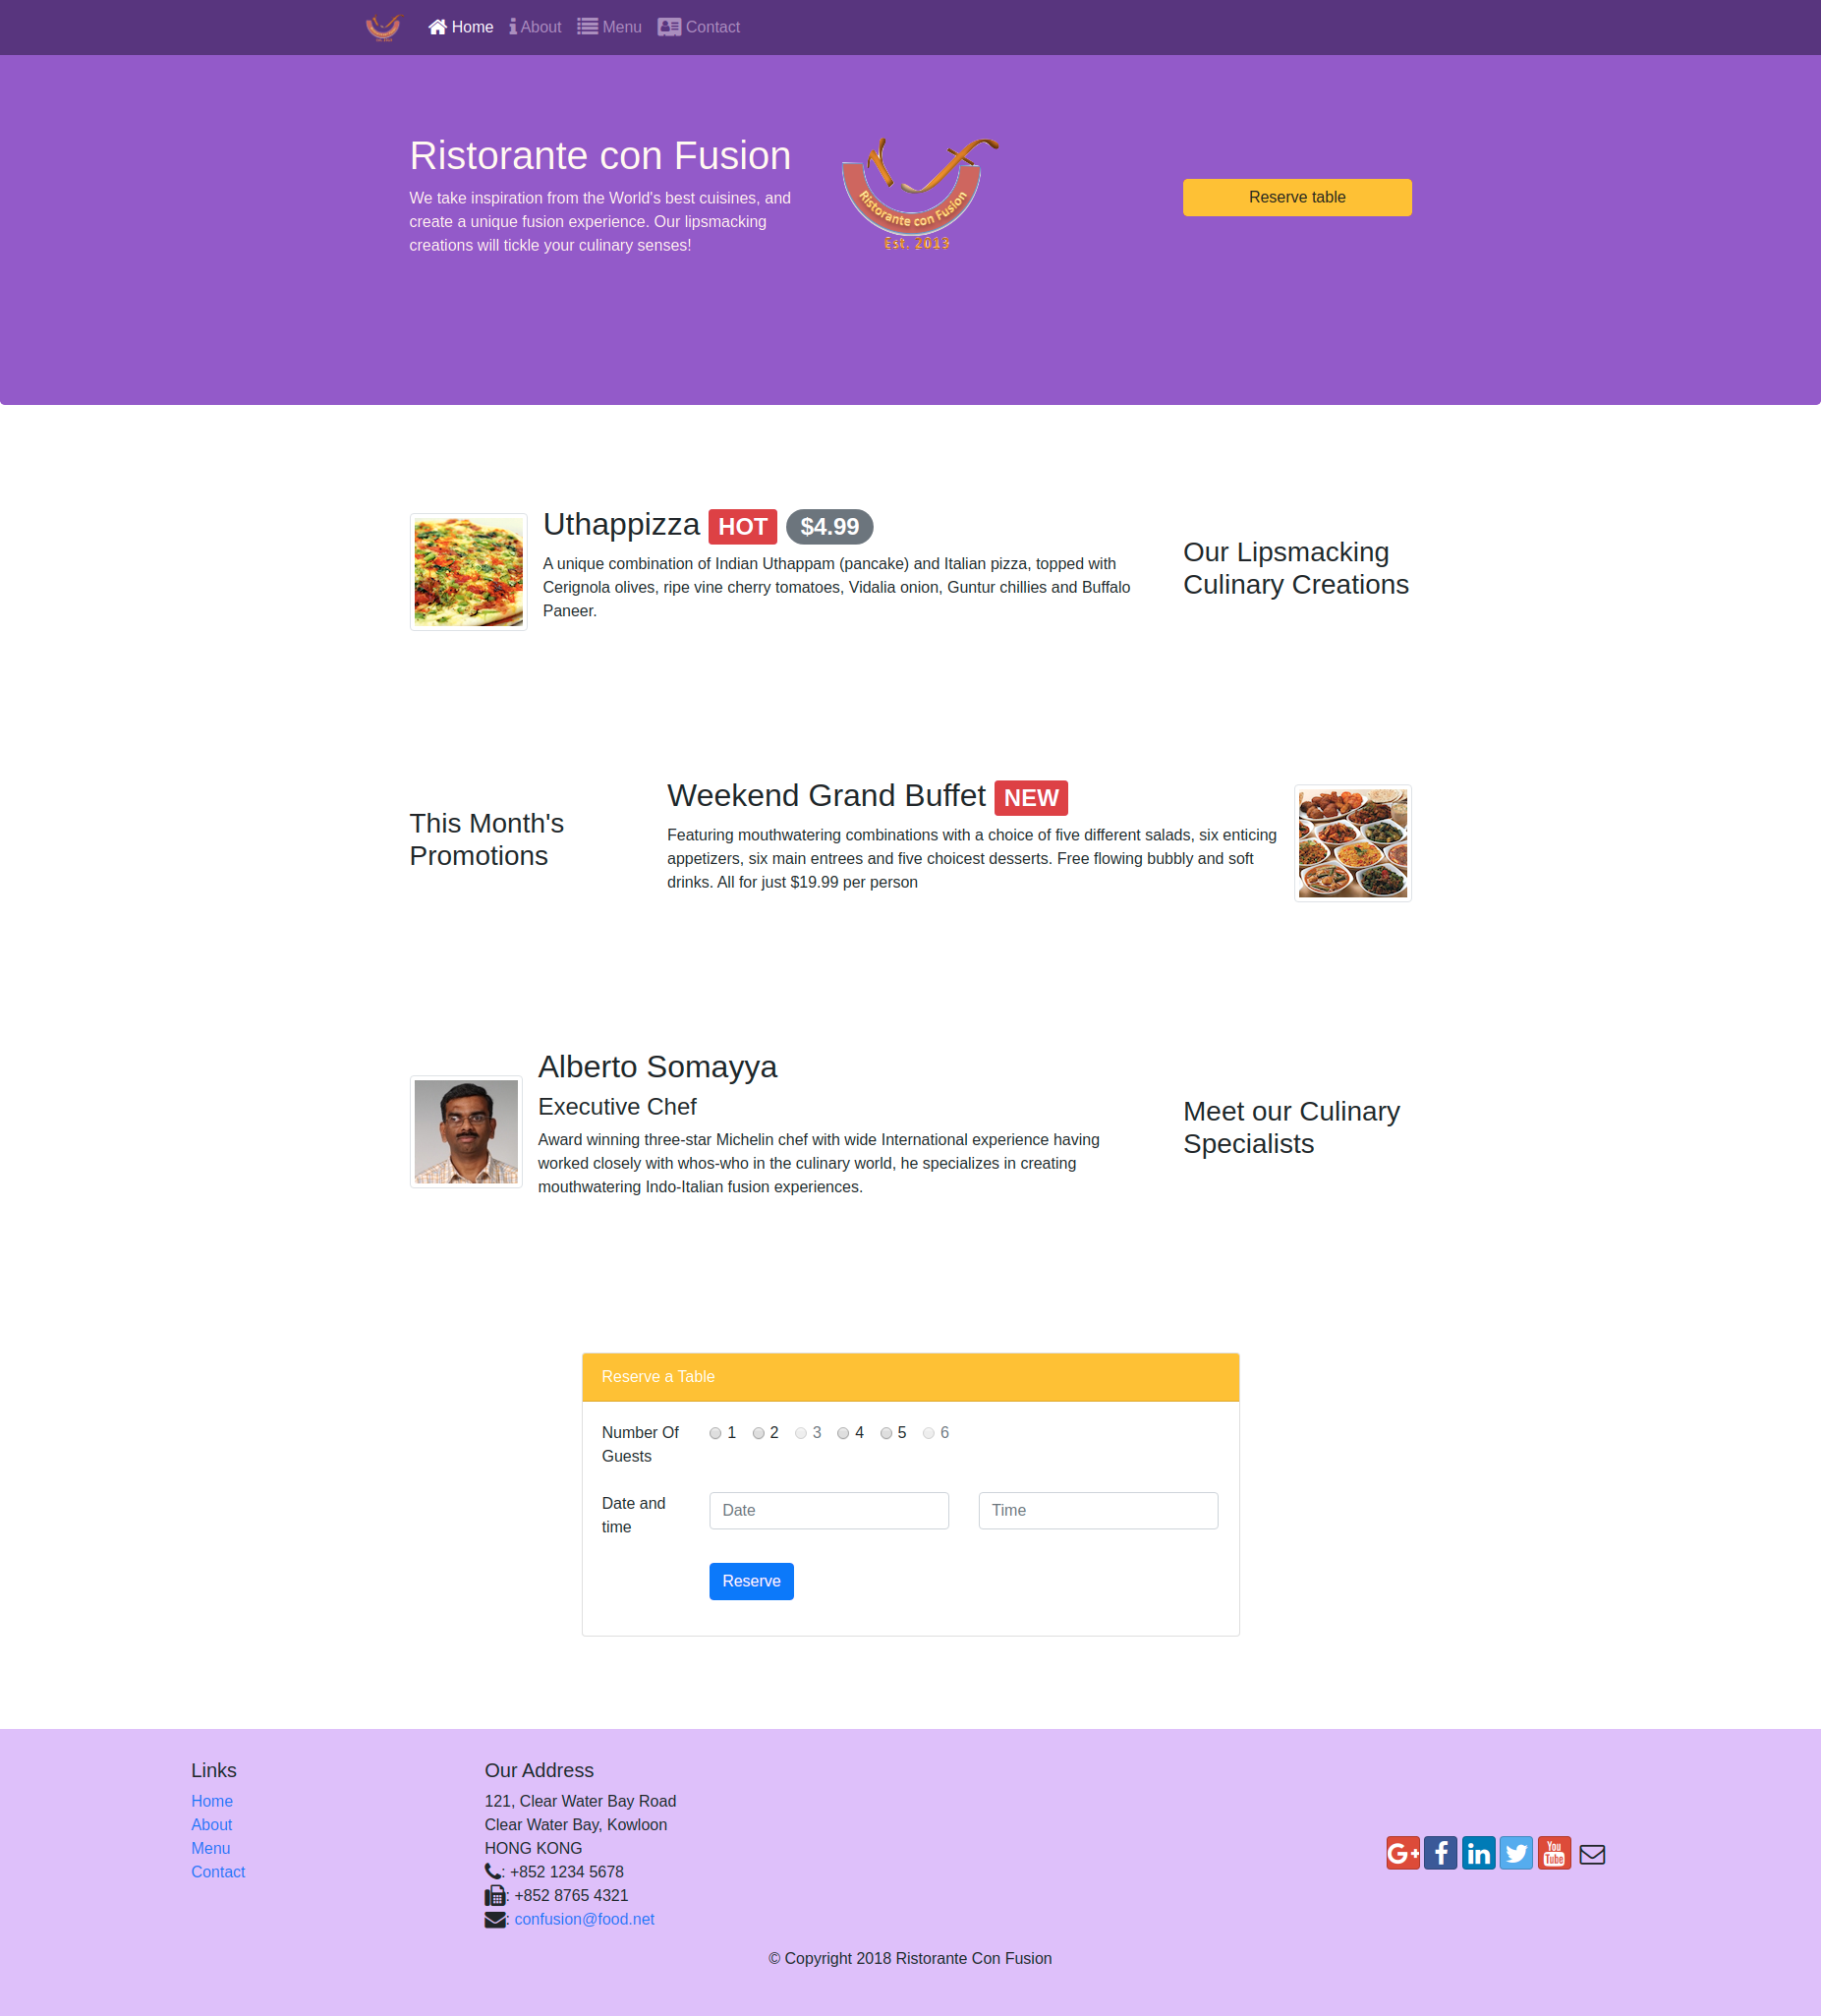 Home About Menu Contact
Ristorante con Fusion
We take inspiration from the World's best cuisines, and
create a unique fusion experience. Our lipsmacking
creations will tickle your culinary senses!
Ristorante con Fusion
Est. 2013
Reserve table
Uthappizza HOT $4.99
A unique combination of Indian Uthappam (pancake) and Italian pizza, topped with
Cerignola olives, ripe vine cherry tomatoes, Vidalia onion, Guntur chillies and Buffalo
Paneer.
Our Lipsmacking
Culinary Creations
This Month's
Promotions
Weekend Grand Buffet NEW
Featuring mouthwatering combinations with a choice of five different salads, six enticing
appetizers, six main entrees and five choicest desserts. Free flowing bubbly and soft
drinks. All for just $19.99 per person
Alberto Somayya
Executive Chef
Award winning three-star Michelin chef with wide International experience having
worked closely with whos-who in the culinary world, he specializes in creating
mouthwatering Indo-Italian fusion experiences.
Meet our Culinary
Specialists
Reserve a Table
Number Of
Guests
1 2 3 4 5 6
Date and
time
Date
Time
Reserve
Links
Home
About
Menu
Contact
Our Address
121, Clear Water Bay Road
Clear Water Bay, Kowloon
HONG KONG
: +852 1234 5678
: +852 8765 4321
: confusion@food.net
G+ f in You Tube
© Copyright 2018 Ristorante Con Fusion